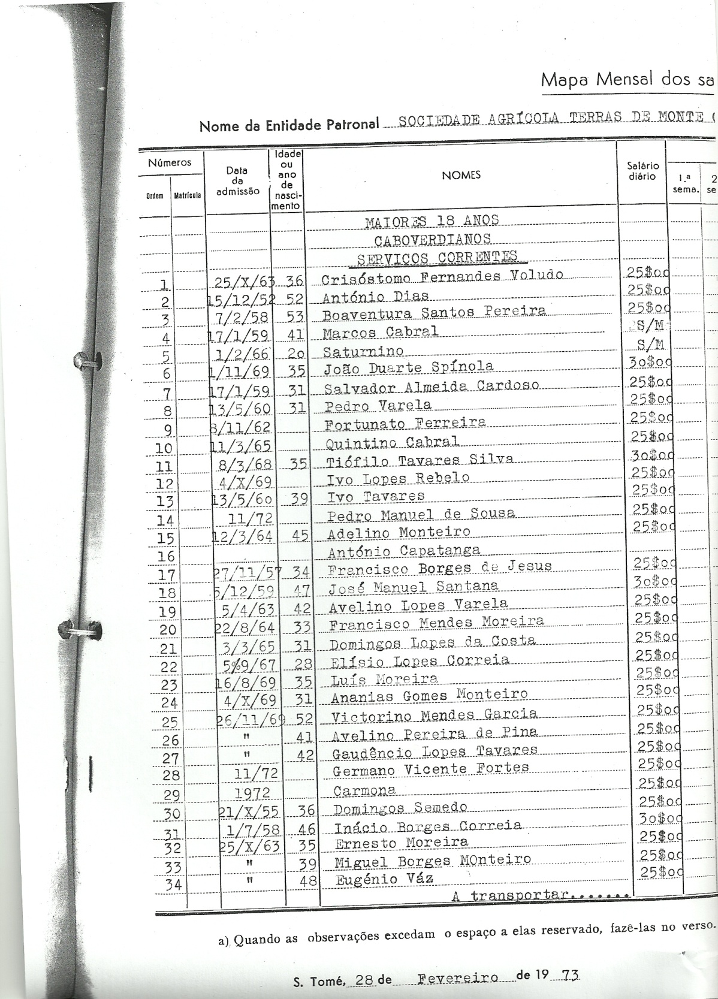 Mapa Mensal dos sa
Nome da Entidade Patronal SOCIEDADE AGRÍCOLA TERRAS DE MONTE (
Números Data da admissão Idade ou ano de nascimento NOMES Salário diário 1.ª sema. 2 se
Ordem Matrícula
MAIORES 18 ANOS
CABOVERDIANOS
SERVIÇOS CORRENTES
1 25/X/63 36 Crisóstomo Fernandes Voludo 25$oo
2 15/12/52 52 António Dias 25$oo
3 7/2/58 53 Boaventura Santos Pereira 25$oo
4 17/1/59 41 Marcos Cabral S/M
5 1/2/66 2o Saturnino S/M
6 1/11/69 35 João Duarte Spínola 3o$oo
7 17/1/59 31 Salvador Almeida Cardoso 25$oo
8 13/5/60 31 Pedro Varela 25$oo
9 8/11/62 Fortunato Ferreira 25$oo
10 11/3/65 Quintino Cabral 25$oo
11 8/3/68 35 Tiófilo Tavares Silva 3o$oo
12 4/X/69 Ivo Lopes Rebelo 25$oo
13 13/5/6o 39 Ivo Tavares 25$oo
14 11/72 Pedro Manuel de Sousa 25$oo
15 12/3/64 45 Adelino Monteiro 25$oo
16 António Capatanga
17 27/11/57 34 Francisco Borges de Jesus 25$oo
18 5/12/59 47 José Manuel Santana 3o$oo
19 5/4/63 42 Avelino Lopes Varela 25$oo
20 22/8/64 33 Francisco Mendes Moreira 25$oo
21 3/3/65 31 Domingos Lopes da Costa 25$oo
22 5/9/67 28 Elísio Lopes Correia 25$oo
23 16/8/69 35 Luís Moreira 25$oo
24 4/X/69 31 Ananias Gomes Monteiro 25$oo
25 26/11/69 52 Victorino Mendes Garcia 25$oo
26 " 41 Avelino Pereira de Pina 25$oo
27 " 42 Gaudêncio Lopes Tavares 25$oo
28 11/72 Germano Vicente Fortes 25$oo
29 1972 Carmona 25$oo
30 21/X/55 36 Domingos Semedo 25$oo
31 1/7/58 46 Inácio Borges Correia 3o$oo
32 25/X/63 35 Ernesto Moreira 25$oo
33 " 39 Miguel Borges MOnteiro 25$oo
34 " 48 Eugénio Váz 25$oo
A transportar.......
a) Quando as observações excedam o espaço a elas reservado, fazê-las no verso.
S. Tomé, 28 de Fevereiro de 19 73